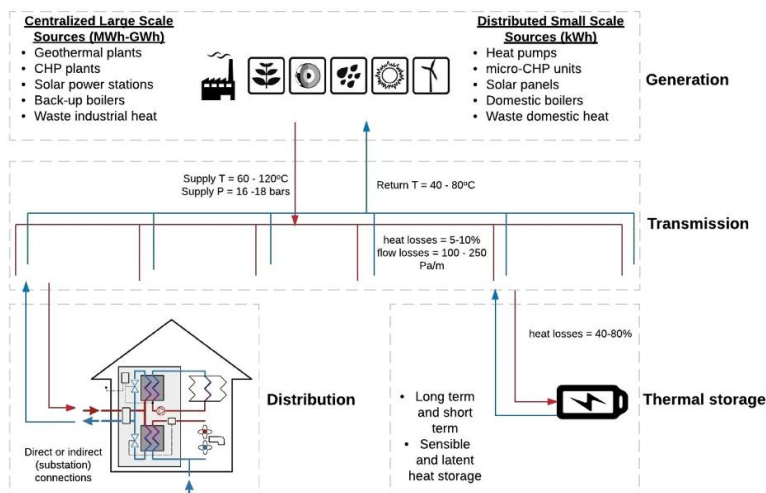 Centralized Large Scale
Sources (MWh-GWh)
• Geothermal plants
• CHP plants
• Solar power stations
• Back-up boilers
• Waste industrial heat
Distributed Small Scale
Sources (kWh)
• Heat pumps
• micro-CHP units
• Solar panels
• Domestic boilers
• Waste domestic heat
Generation
Supply T = 60 - 120ºC
Supply P = 16 -18 bars
Return T = 40 - 80ºC
Transmission
heat losses = 5-10%
flow losses = 100 - 250
Pa/m
heat losses = 40-80%
Distribution
Direct or indirect
(substation)
connections
• Long term
and short
term
• Sensible
and latent
heat storage
Thermal storage